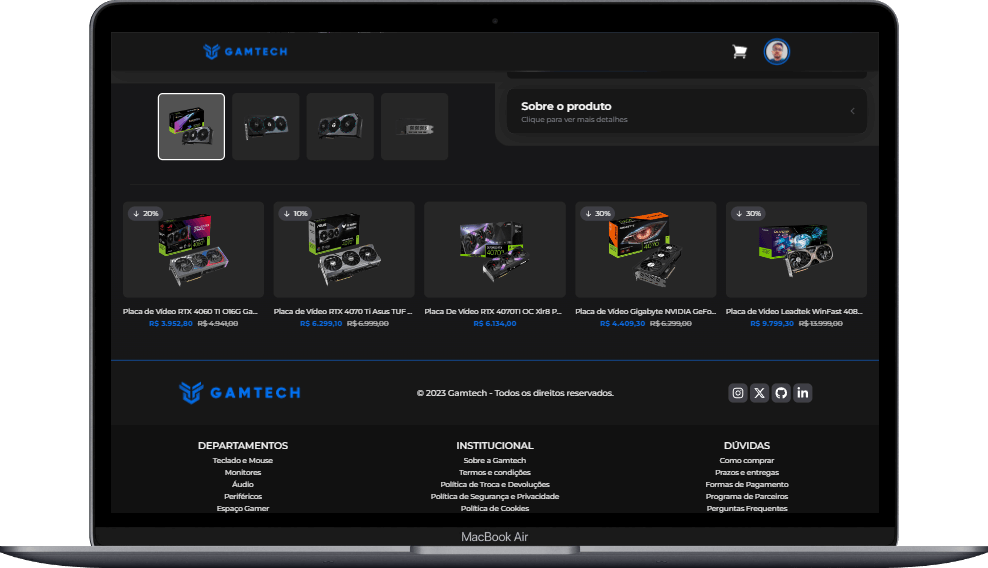 GAMTECH
Sobre o produto
Clique para ver mais detalhes
↓ 20%
↓ 10%
↓ 30%
↓ 30%
Placa de Vídeo RTX 4060 TI O16G Ga...
R$ 3.952,80 R$ 4.941,00
Placa de Vídeo RTX 4070 Ti Asus TUF ...
R$ 6.299,10 R$ 6.999,00
Placa De Vídeo RTX 4070TI OC Xlr8 P...
R$ 6.134,00
Placa de Vídeo Gigabyte NVIDIA GeFo...
R$ 4.409,30 R$ 6.299,00
Placa de Vídeo Leadtek WinFast 408...
R$ 9.799,30 R$ 13.999,00
GAMTECH
© 2023 Gamtech - Todos os direitos reservados.
DEPARTAMENTOS
Teclado e Mouse
Monitores
Áudio
Periféricos
Espaço Gamer
INSTITUCIONAL
Sobre a Gamtech
Termos e condições
Política de Troca e Devoluções
Política de Segurança e Privacidade
Política de Cookies
DÚVIDAS
Como comprar
Prazos e entregas
Formas de Pagamento
Programa de Parceiros
Perguntas Frequentes
MacBook Air